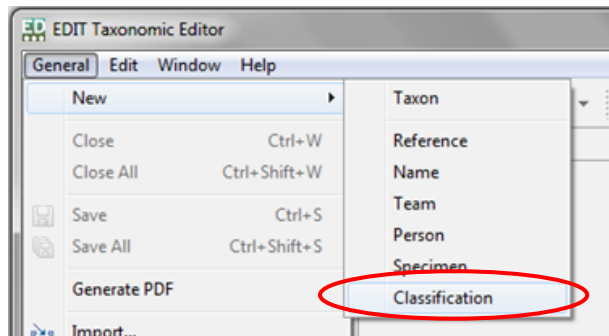 ED EDIT Taxonomic Editor
General Edit Window Help
New
Close Ctrl+W
Close All Ctrl+Shift+W
Save Ctrl+S
Save All Ctrl+Shift+S
Generate PDF
Import...
Taxon
Reference
Name
Team
Person
Specimen
Classification